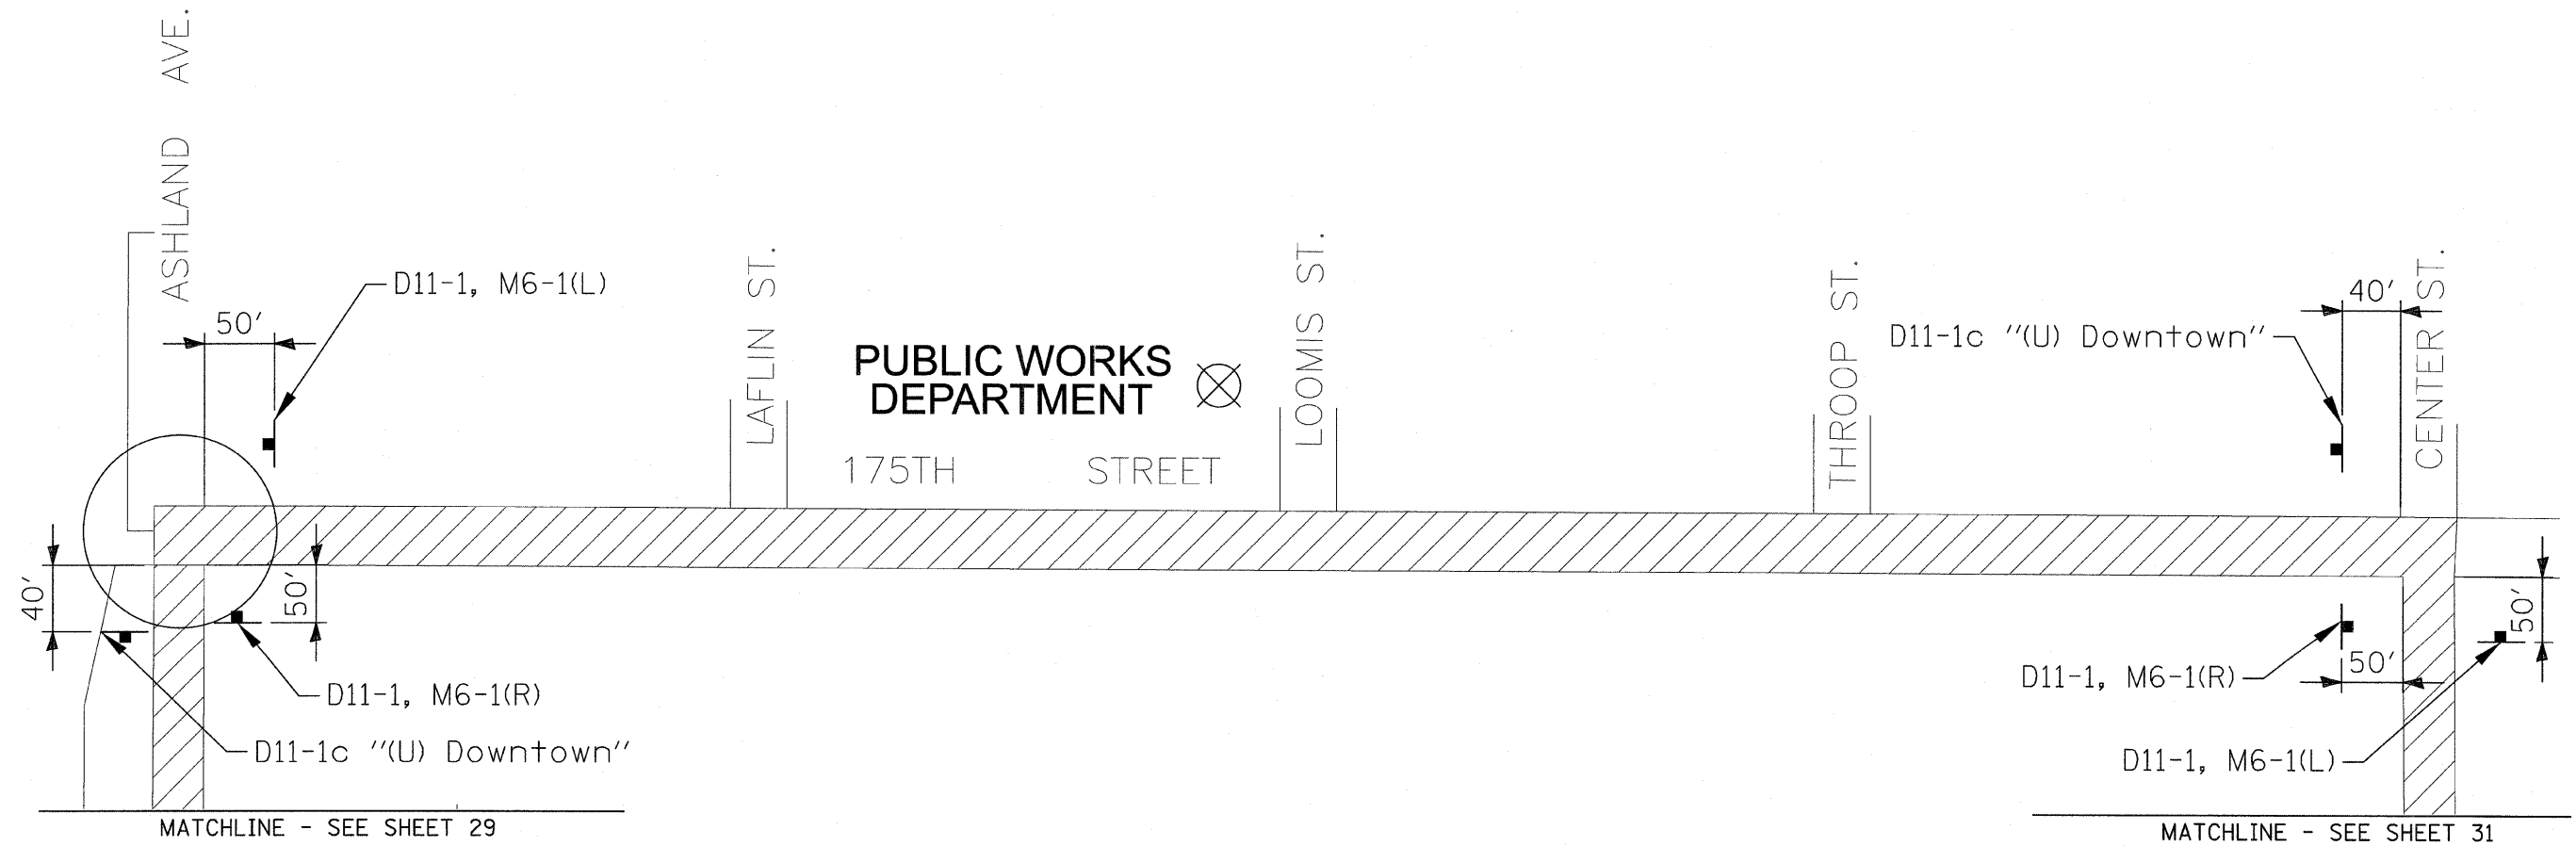 ASHLAND AVE.
50'
D11-1, M6-1(L)
LAFLIN ST.
PUBLIC WORKS
DEPARTMENT
LOOMIS ST.
THROOP ST.
D11-1c "(U) Downtown"
40'
CENTER ST.
175TH STREET
40'
50'
D11-1, M6-1(R)
D11-1c "(U) Downtown"
50'
D11-1, M6-1(R)
50'
D11-1, M6-1(L)
MATCHLINE - SEE SHEET 29
MATCHLINE - SEE SHEET 31